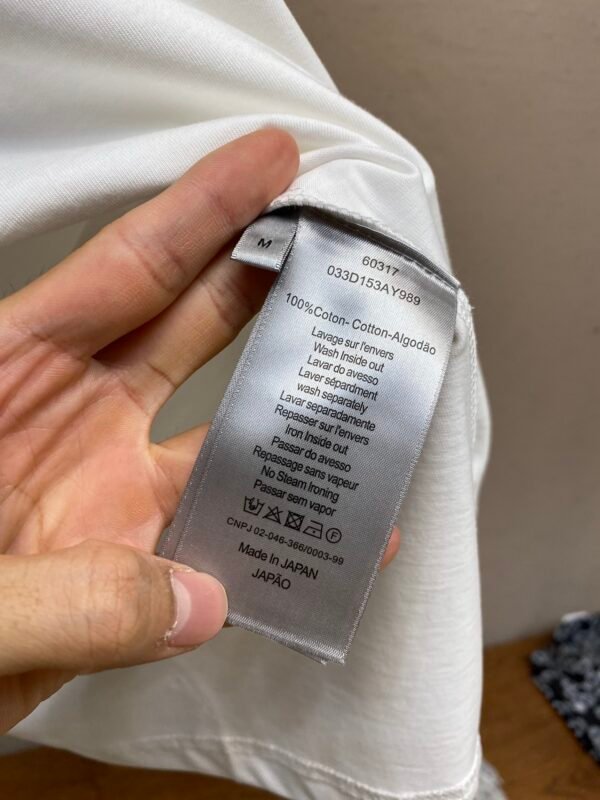 M
60317
033D153AY989
100%Coton- Cotton-Algodão
Lavage sur l'envers
Wash Inside out
Lavar do avesso
Laver sépardment
wash separately
Lavar separadamente
Repasser sur l'envers
Iron Inside out
Passar do avesso
Repassage sans vapeur
No Steam Ironing
Passar sem vapor
F
CNPJ 02-046-366/0003-99
Made In JAPAN
JAPÃO